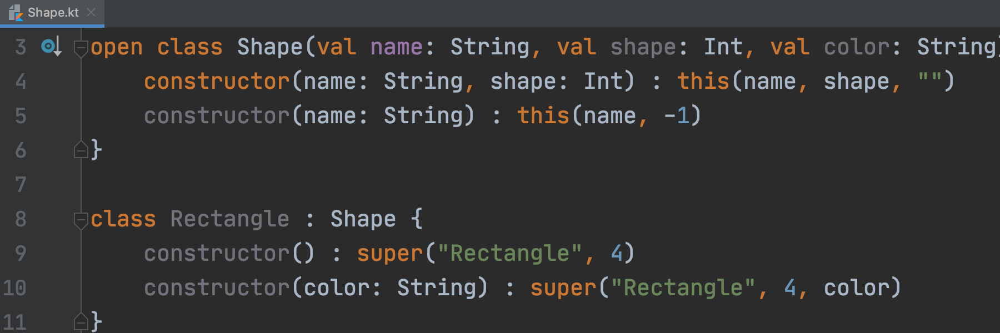 Shape.kt
3 open class Shape(val name: String, val shape: Int, val color: String)
4 constructor(name: String, shape: Int) : this(name, shape, "")
5 constructor(name: String) : this(name, -1)
6 }
7
8 class Rectangle : Shape {
9 constructor() : super("Rectangle", 4)
10 constructor(color: String) : super("Rectangle", 4, color)
11 }